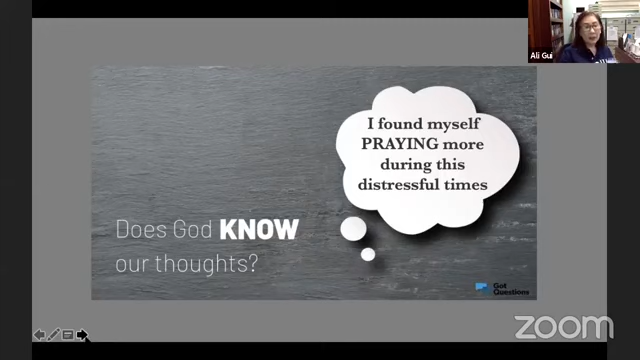 Ali Gui
I found myself
PRAYING more
during this
distressful times
Does God KNOW
our thoughts?
Got
Questions
zoom